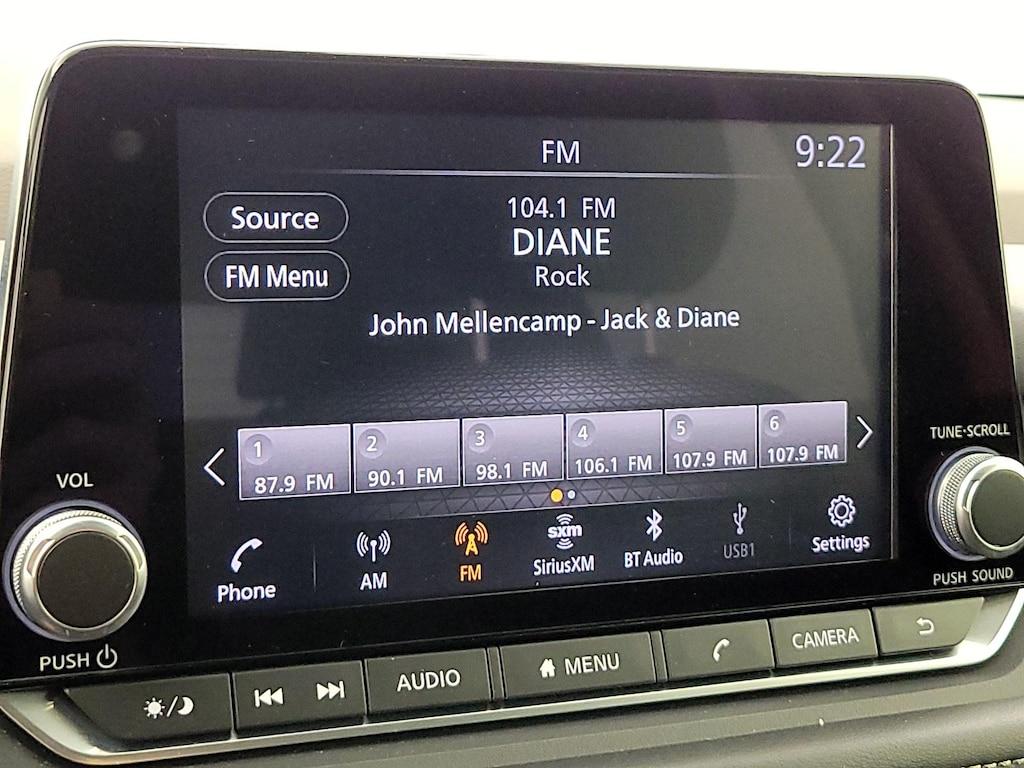 FM
9:22
Source
FM Menu
104.1 FM
DIANE
Rock
John Mellencamp - Jack & Diane
1
87.9 FM
2
90.1 FM
3
98.1 FM
4
106.1 FM
5
107.9 FM
6
107.9 FM
VOL
PUSH
TUNE·SCROLL
PUSH SOUND
Phone
AM
FM
sxm
SiriusXM
BT Audio
USB1
Settings
AUDIO
MENU
CAMERA